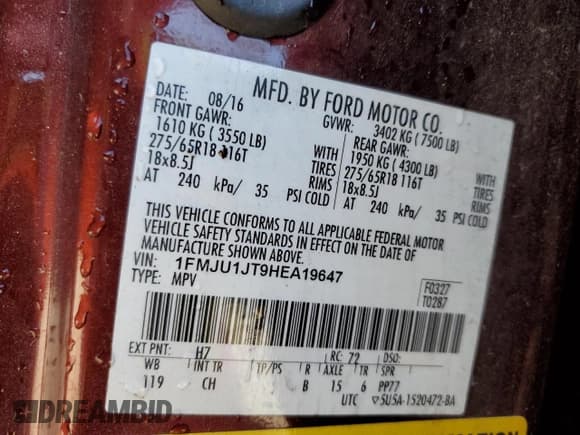 MFD. BY FORD MOTOR CO.
DATE: 08/16 GVWR: 3402 KG (7500 LB)
FRONT GAWR: REAR GAWR:
1610 KG (3550 LB) WITH 1950 KG (4300 LB) WITH
275/65R18 116T TIRES 275/65R18 116T TIRES
18x8.5J RIMS 18x8.5J RIMS
AT 240 kPa/ 35 PSI COLD AT 240 kPa/ 35 PSI COLD
THIS VEHICLE CONFORMS TO ALL APPLICABLE FEDERAL MOTOR
VEHICLE SAFETY STANDARDS IN EFFECT ON THE DATE OF
MANUFACTURE SHOWN ABOVE.
VIN: 1FMJU1JT9HEA19647 F0327
TYPE: MPV T0287
EXT PNT: H7 RC: 72 DSO:
WB INT TR TP/PS R AXLE TR SPR
119 CH B 15 6 PP77
UTC 5U5A-1520472-BA
DREAMBID